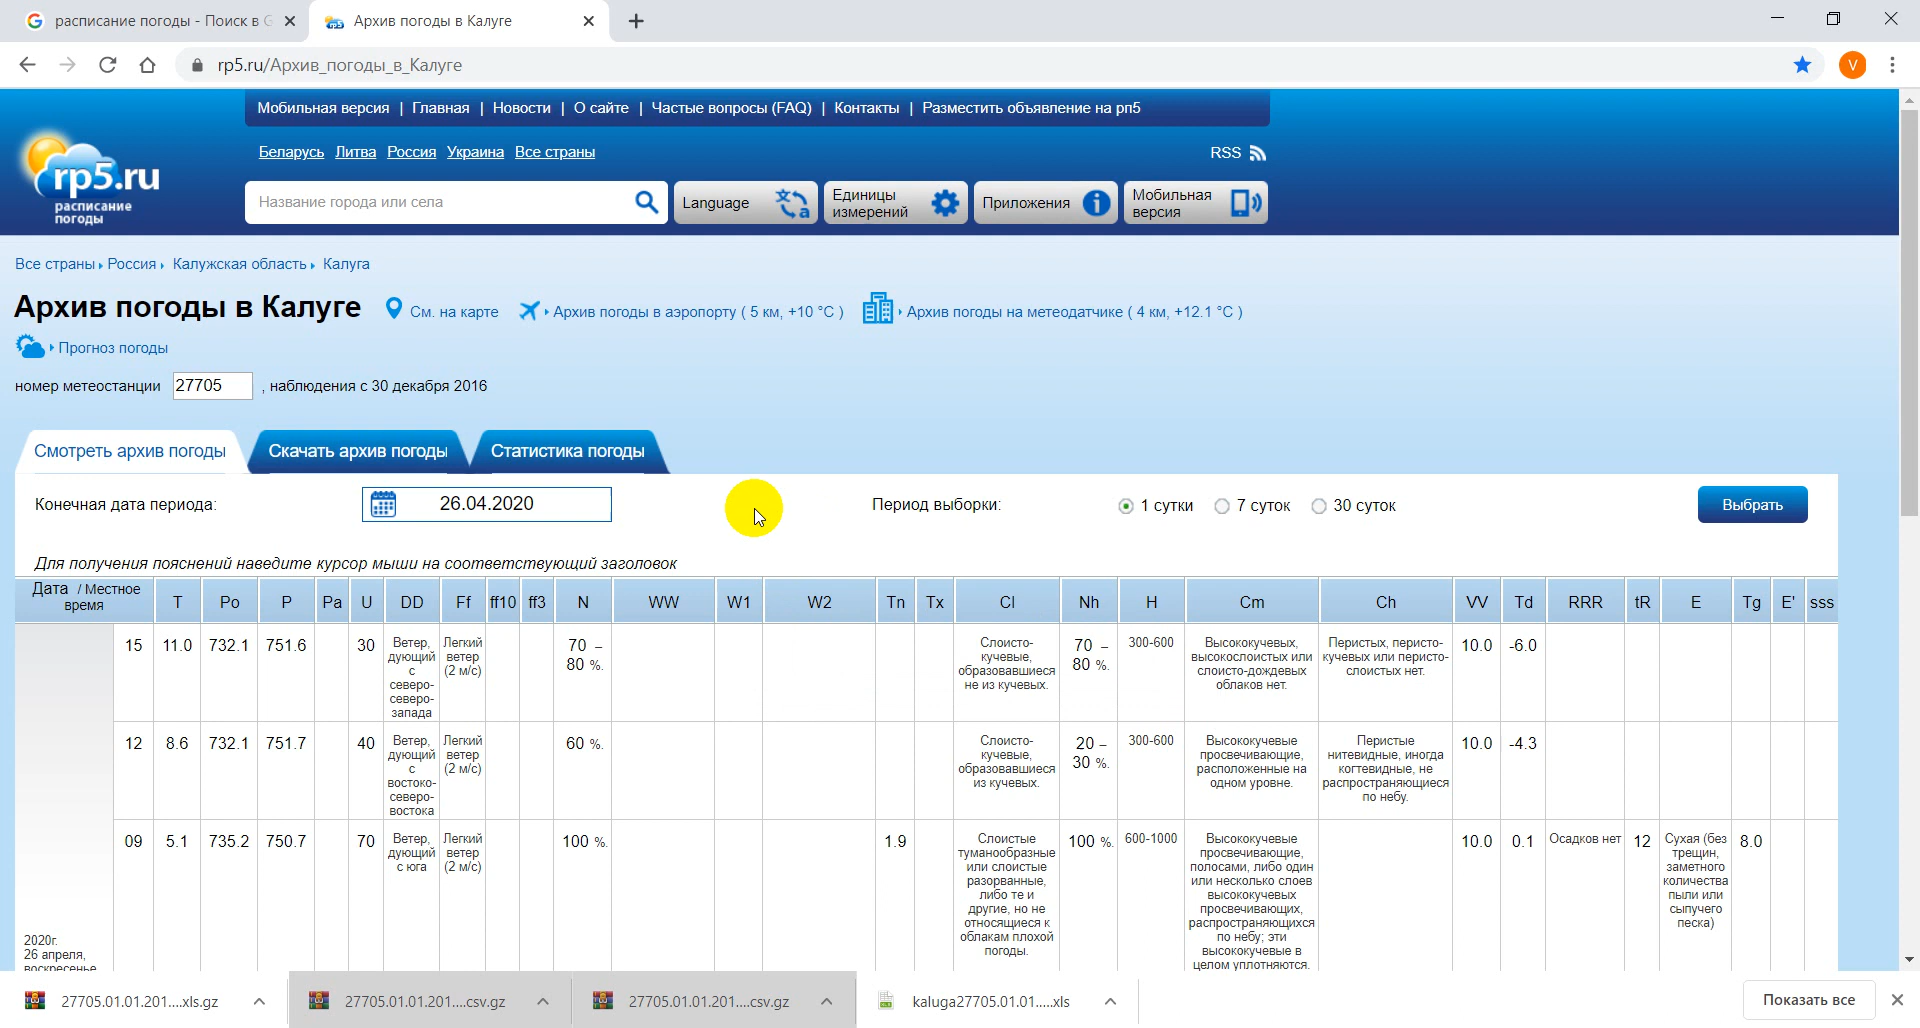 расписание погоды - Поиск в G
Архив погоды в Калуге
rp5.ru/Архив_погоды_в_Калуге
V
Мобильная версия | Главная | Новости | О сайте | Частые вопросы (FAQ) | Контакты | Разместить объявление на рп5
Беларусь Литва Россия Украина Все страны
RSS
rp5.ru
расписание
погоды
Название города или села
Language
Единицы
измерений
Приложения
Мобильная
версия
Все страны Россия Калужская область Калуга
Архив погоды в Калуге
См. на карте
Архив погоды в аэропорту ( 5 км, +10 °C )
Архив погоды на метеодатчике ( 4 км, +12.1 °C )
Прогноз погоды
номер метеостанции 27705 , наблюдения с 30 декабря 2016
Смотреть архив погоды
Скачать архив погоды
Статистика погоды
Конечная дата периода: 26.04.2020 Период выборки: 1 сутки 7 суток 30 суток Выбрать
Для получения пояснений наведите курсор мыши на соответствующий заголовок
Дата / Местное
время
T Po P Pa U DD Ff ff10 ff3 N WW W1 W2 Tn Tx Cl Nh H Cm Ch VV Td RRR tR E Tg E' sss
15 11.0 732.1 751.6 30
Ветер,
дующий
с
северо-
северо-
запада
Легкий
ветер
(2 м/с)
70 –
80 %.
Слоисто-
кучевые,
образовавшиеся
не из кучевых.
70 –
80 %.
300-600
Высококучевых,
высокослоистых или
слоисто-дождевых
облаков нет.
Перистых, перисто-
кучевых или перисто-
слоистых нет.
10.0 -6.0
12 8.6 732.1 751.7 40
Ветер,
дующий
с
востоко-
северо-
востока
Легкий
ветер
(2 м/с)
60 %.
Слоисто-
кучевые,
образовавшиеся
из кучевых.
20 –
30 %.
300-600
Высококучевые
просвечивающие,
расположенные на
одном уровне.
Перистые
нитевидные, иногда
когтевидные, не
распространяющиеся
по небу.
10.0 -4.3
09 5.1 735.2 750.7 70
Ветер,
дующий
с юга
Легкий
ветер
(2 м/с)
100 %.
1.9
Слоистые
туманообразные
или слоистые
разорванные,
либо те и
другие, но не
относящиеся к
облакам плохой
погоды.
100 %.
600-1000
Высококучевые
просвечивающие,
полосами, либо один
или несколько слоев
высококучевых
просвечивающих,
распространяющихся
по небу; эти
высококучевые в
целом уплотняются.
10.0 0.1
Осадков нет
12
Сухая (без
трещин,
заметного
количества
пыли или
сыпучего
песка)
8.0
2020г.
26 апреля,
воскресенье
27705.01.01.201....xls.gz
27705.01.01.201....csv.gz
27705.01.01.201....csv.gz
kaluga27705.01.01.....xls
Показать все